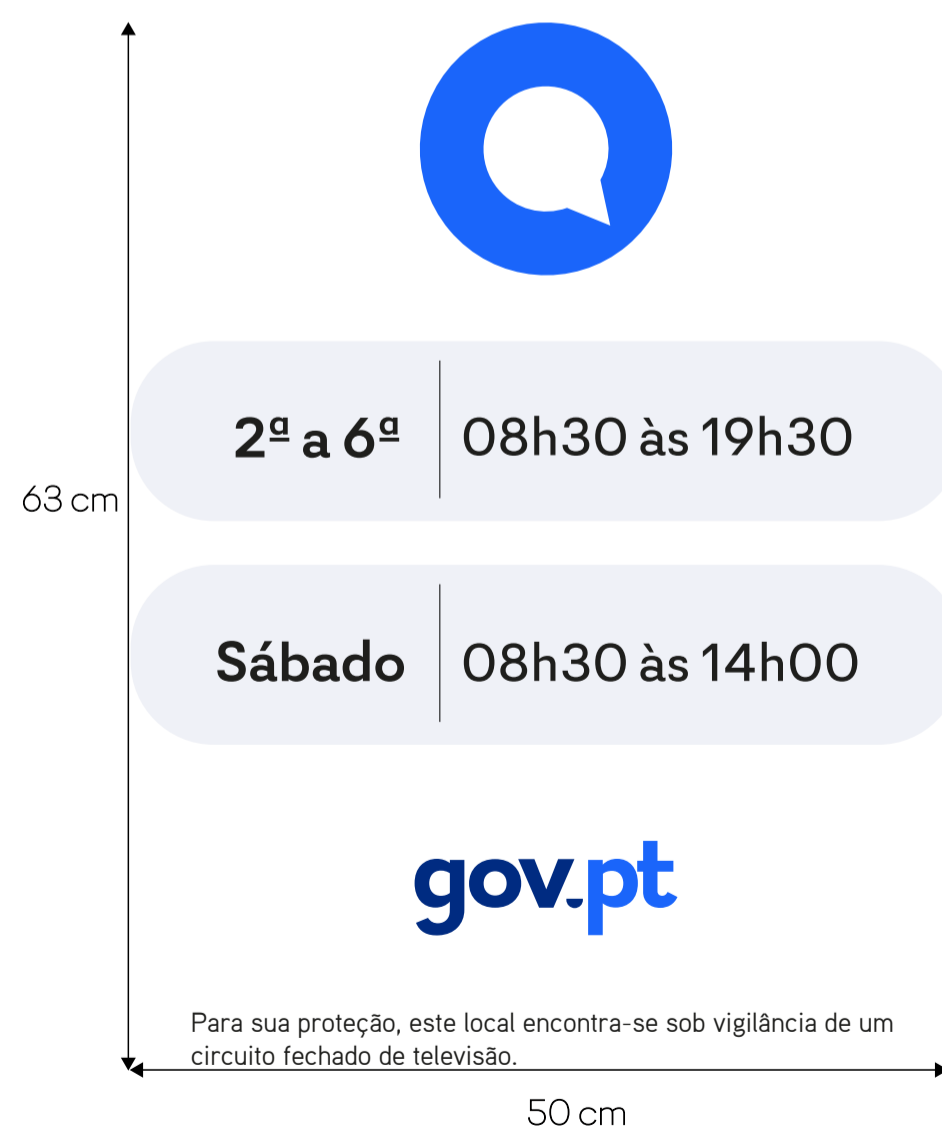 2ª a 6ª 08h30 às 19h30
63 cm
Sábado 08h30 às 14h00
gov.pt
Para sua proteção, este local encontra-se sob vigilância de um
circuito fechado de televisão.
50 cm